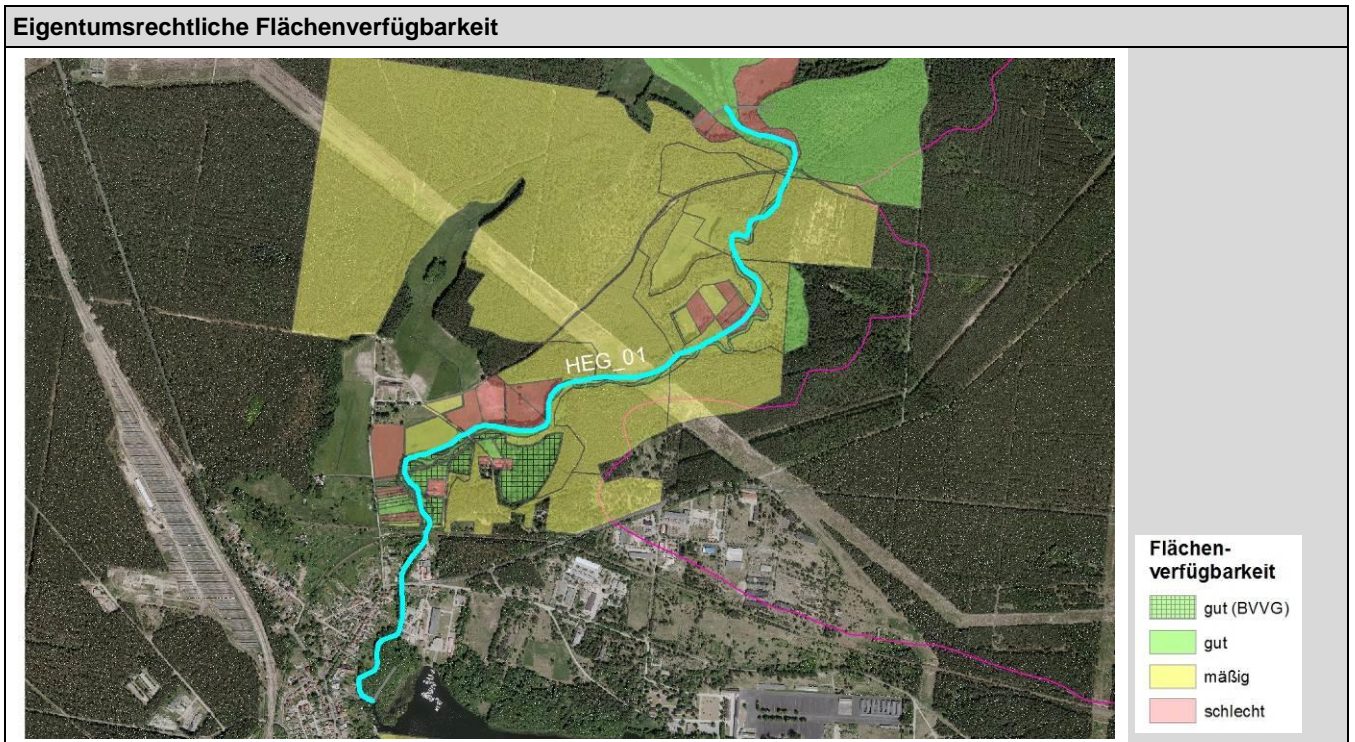 Eigentumsrechtliche Flächenverfügbarkeit
HEG_01
Flächen-
verfügbarkeit
gut (BVVG)
gut
mäßig
schlecht